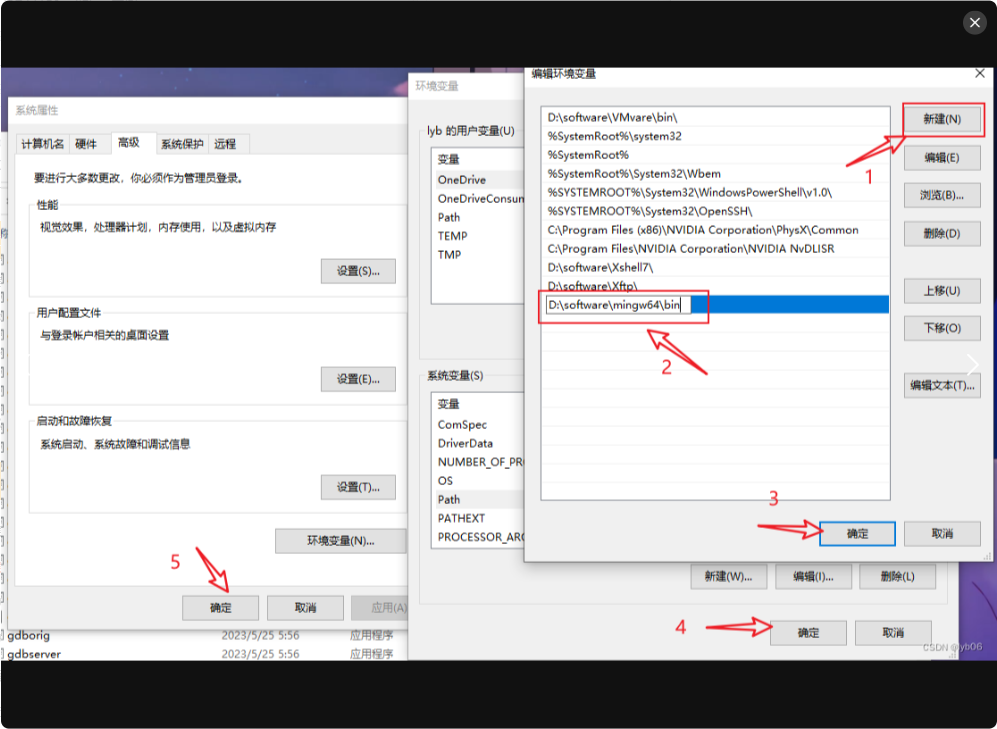 系统属性
计算机名
硬件
高级
系统保护
远程
要进行大多数更改，你必须作为管理员登录。
性能
视觉效果，处理器计划，内存使用，以及虚拟内存
设置(S)...
用户配置文件
与登录帐户相关的桌面设置
设置(E)...
启动和故障恢复
系统启动、系统故障和调试信息
设置(T)...
环境变量(N)...
5
确定
取消
应用(A)
gdborig 2023/5/25 5:56 应用程序
gdbserver 2023/5/25 5:56 应用程序
环境变量
lyb 的用户变量(U)
变量
OneDrive
OneDriveConsun
Path
TEMP
TMP
系统变量(S)
变量
ComSpec
DriverData
NUMBER_OF_PR
OS
Path
PATHEXT
PROCESSOR_ARC
新建(W)...
编辑(I)...
删除(L)
4
确定
取消
编辑环境变量
D:\software\VMware\bin\
%SystemRoot%\system32
%SystemRoot%
%SystemRoot%\System32\Wbem
%SYSTEMROOT%\System32\WindowsPowerShell\v1.0\
%SYSTEMROOT%\System32\OpenSSH\
C:\Program Files (x86)\NVIDIA Corporation\PhysX\Common
C:\Program Files\NVIDIA Corporation\NVIDIA NvDLISR
D:\software\Xshell7\
D:\software\Xftp\
D:\software\mingw64\bin
新建(N)
1
编辑(E)
浏览(B)...
删除(D)
上移(U)
下移(O)
2
编辑文本(T)...
3
确定
取消
CSDN @lyb06